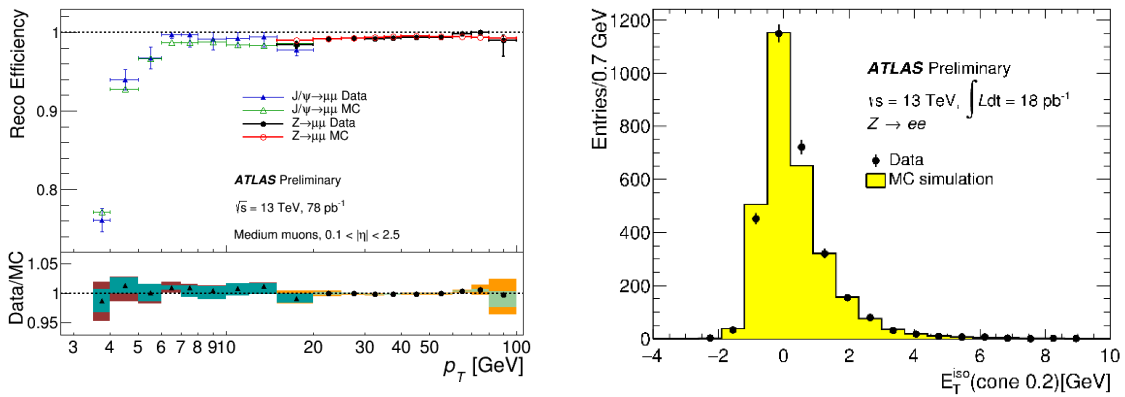 Reco Efficiency
1
0.9
0.8
0.7
J/ψ→μμ Data
J/ψ→μμ MC
Z→μμ Data
Z→μμ MC
ATLAS Preliminary
√s = 13 TeV, 78 pb⁻¹
Medium muons, 0.1 < |η| < 2.5
Data/MC
1.05
1
0.95
3 4 5 6 7 8 9 10 20 30 40 50 100
p_T [GeV]
Entries/0.7 GeV
1200
1000
800
600
400
200
0
ATLAS Preliminary
√s = 13 TeV, ∫Ldt = 18 pb⁻¹
Z → ee
Data
MC simulation
−4 −2 0 2 4 6 8 10
E_T^iso(cone 0.2)[GeV]